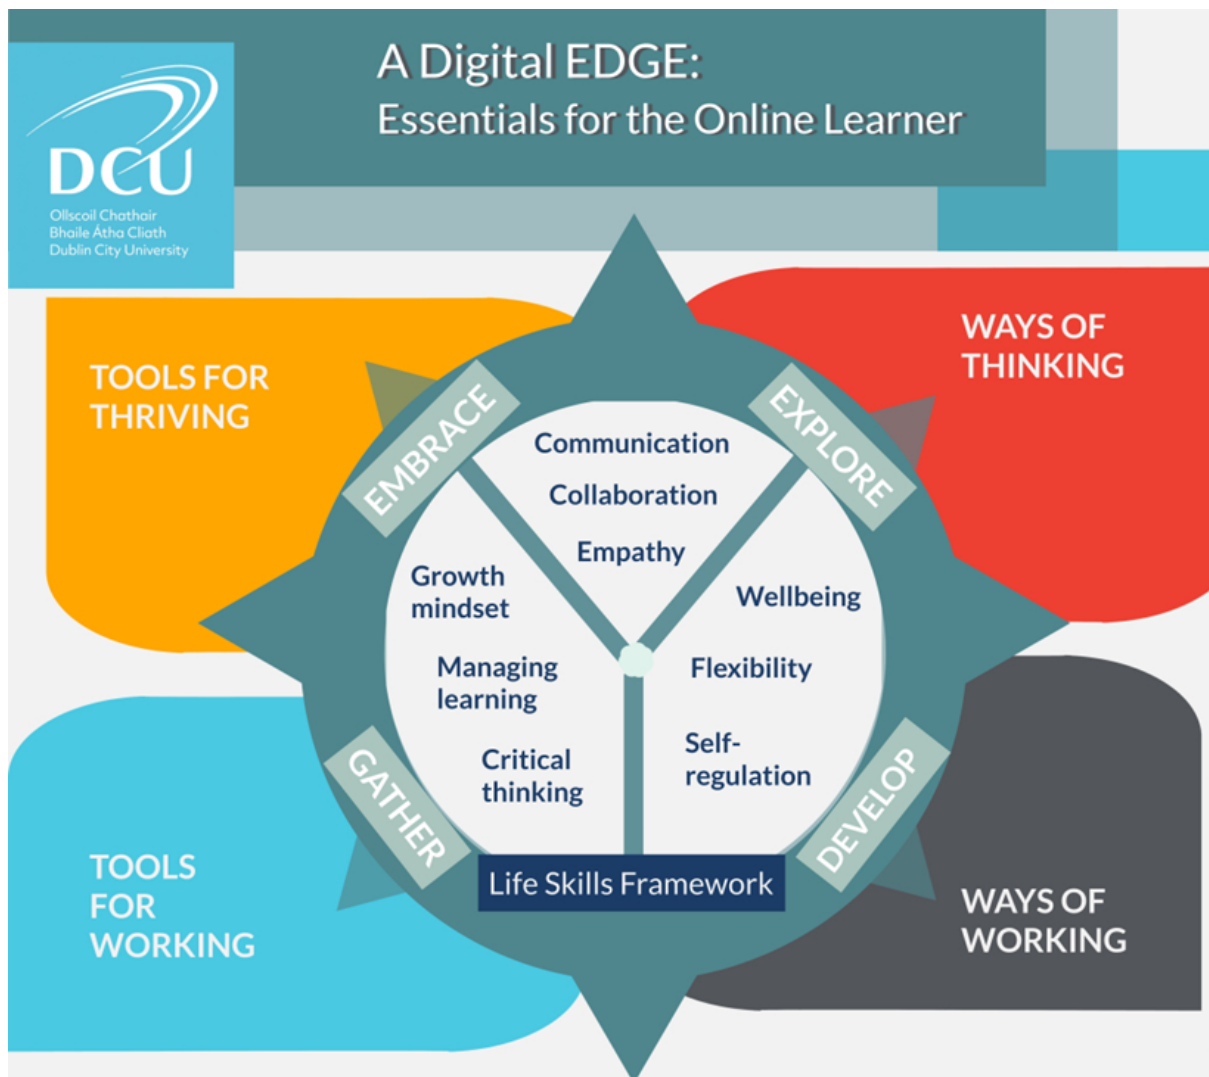 A Digital EDGE:
Essentials for the Online Learner
DCU
Ollscoil Chathair
Bhaile Átha Cliath
Dublin City University
TOOLS FOR
THRIVING
WAYS OF
THINKING
EMBRACE
EXPLORE
Communication
Collaboration
Empathy
Growth
mindset
Managing
learning
Critical
thinking
Wellbeing
Flexibility
Self-
regulation
GATHER
DEVELOP
Life Skills Framework
TOOLS
FOR
WORKING
WAYS OF
WORKING